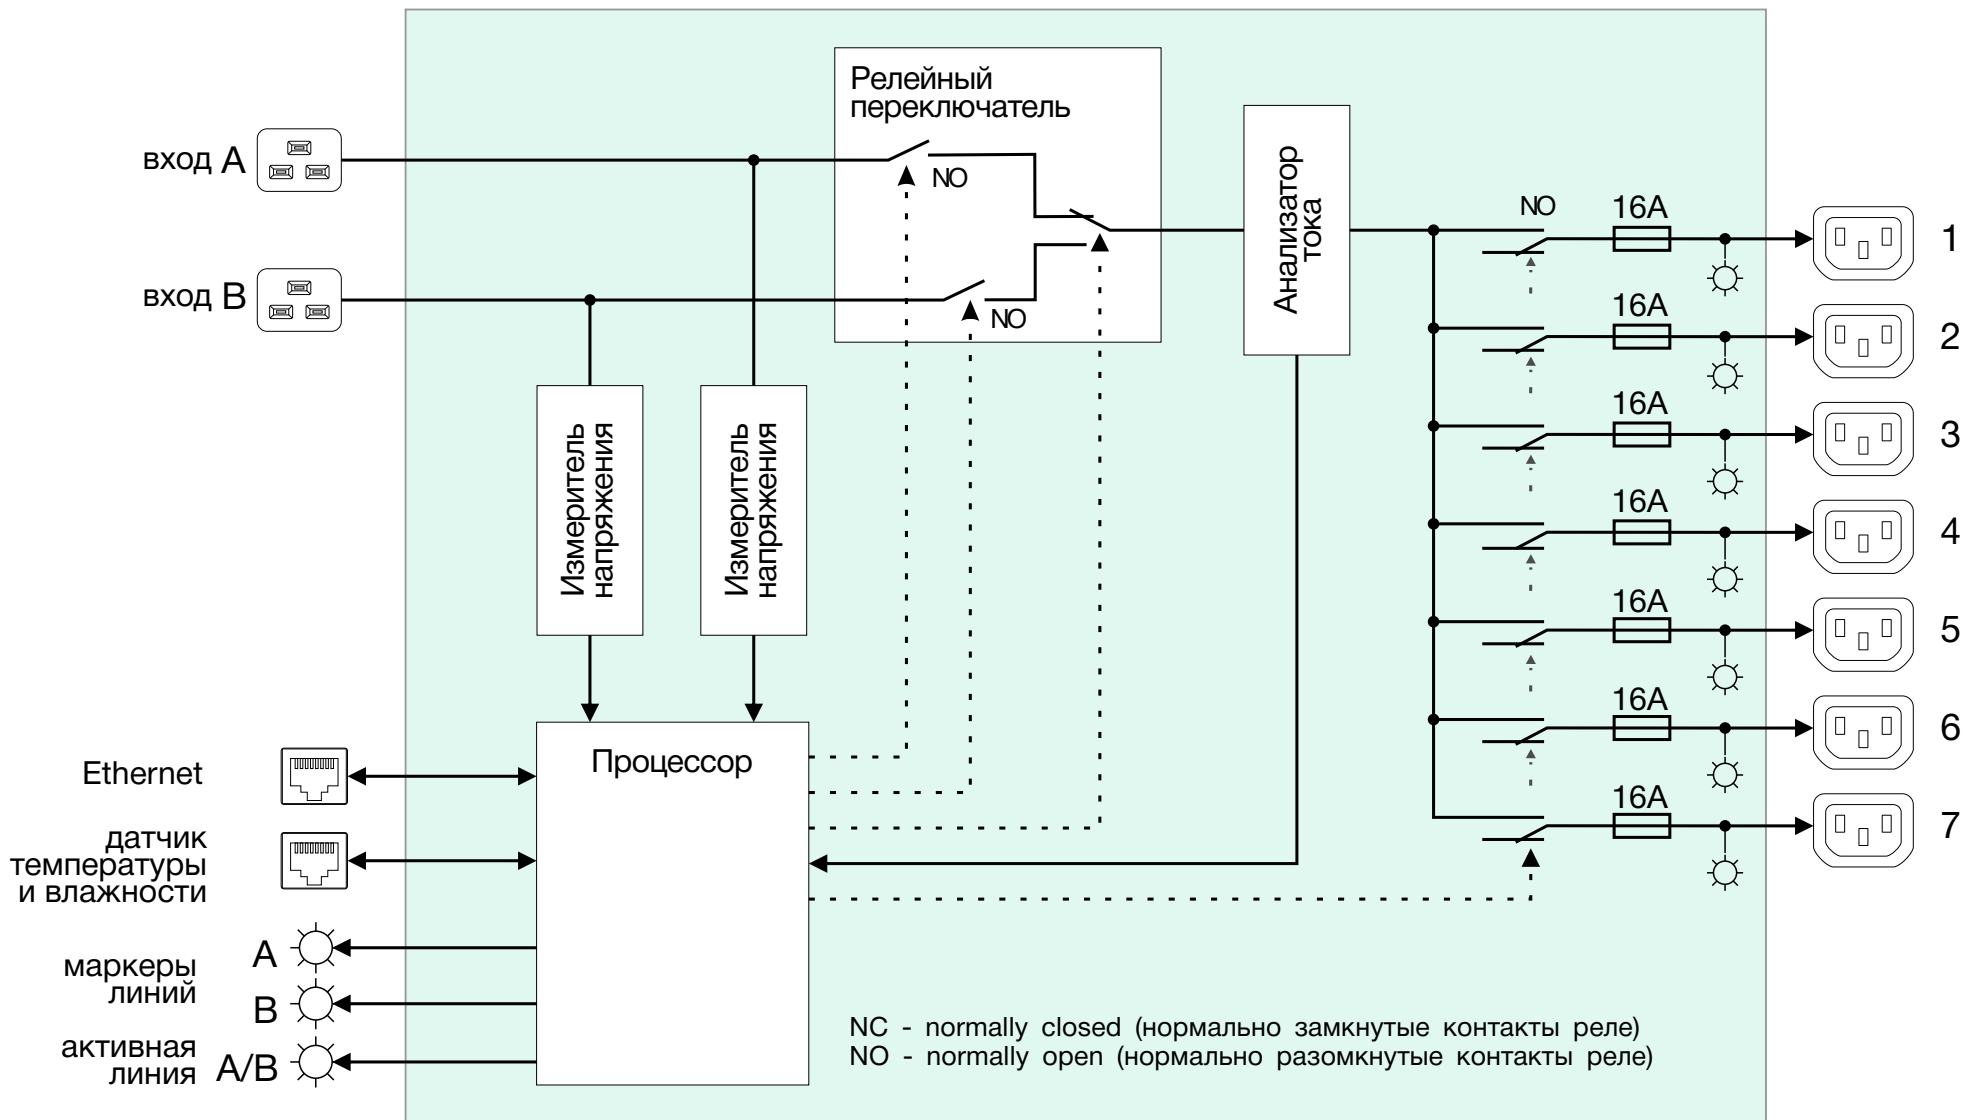 Релейный
переключатель
вход A
NO
вход B
NO
Анализатор
тока
NO
16A
1
16A
2
16A
3
16A
4
16A
5
16A
6
16A
7
Измеритель
напряжения
Измеритель
напряжения
Процессор
Ethernet
датчик
температуры
и влажности
маркеры
линий
A
B
активная
линия
A/B
NC - normally closed (нормально замкнутые контакты реле)
NO - normally open (нормально разомкнутые контакты реле)